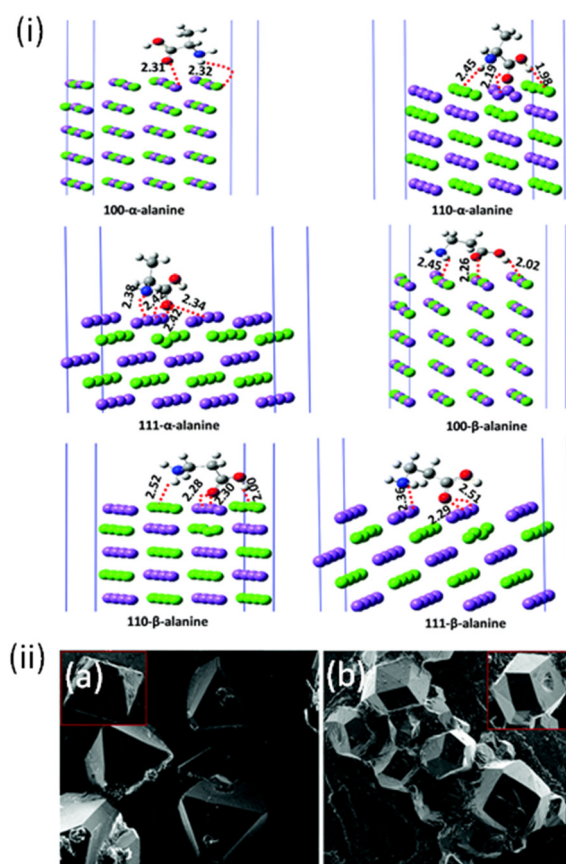 (i)
2.31 2.32
100-α-alanine
2.45 2.19 1.98
110-α-alanine
2.38 2.42 2.42 2.34
111-α-alanine
2.45 2.26 2.02
100-β-alanine
2.52 2.28 2.30 2.00
110-β-alanine
2.36 2.29 2.51
111-β-alanine
(ii)
(a) (b)